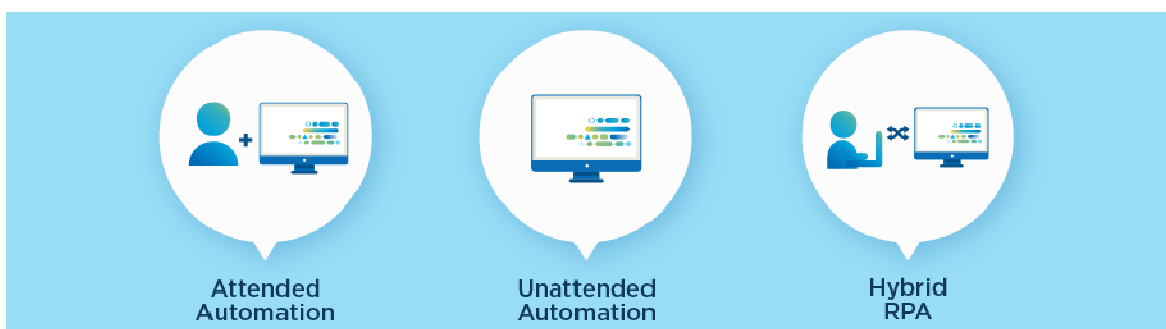 Attended
Automation
Unattended
Automation
Hybrid
RPA